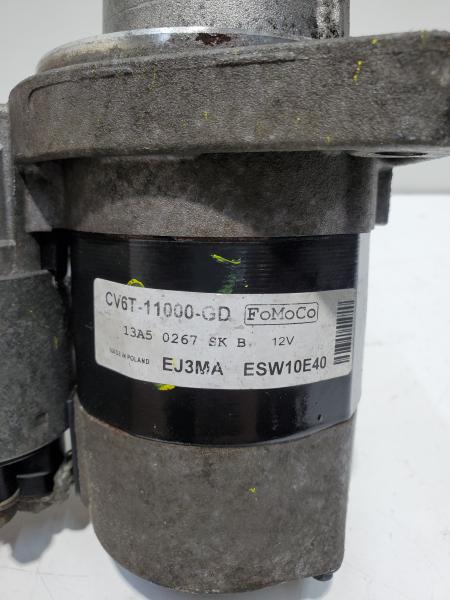 CV6T-11000-GD FoMoCo
13A5 0267 SK B. 12V
MADE IN POLAND EJ3MA ESW10E40